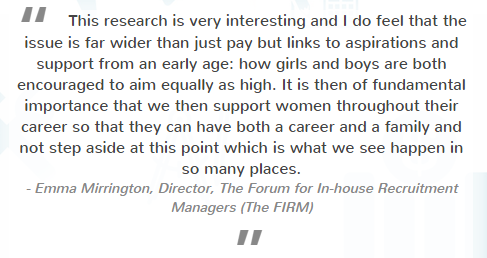 " This research is very interesting and I do feel that the
issue is far wider than just pay but links to aspirations and
support from an early age: how girls and boys are both
encouraged to aim equally as high. It is then of fundamental
importance that we then support women throughout their
career so that they can have both a career and a family and
not step aside at this point which is what we see happen in
so many places.
- Emma Mirrington, Director, The Forum for In-house Recruitment
Managers (The FIRM)
"